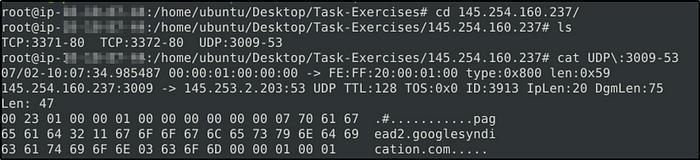 root@ip-:/home/ubuntu/Desktop/Task-Exercises# cd 145.254.160.237/
root@ip-:/home/ubuntu/Desktop/Task-Exercises/145.254.160.237# ls
TCP:3371-80  TCP:3372-80  UDP:3009-53
root@ip-:/home/ubuntu/Desktop/Task-Exercises/145.254.160.237# cat UDP\:3009-53
07/02-10:07:34.985487 00:00:01:00:00:00 -> FE:FF:20:00:01:00 type:0x800 len:0x59
145.254.160.237:3009 -> 145.253.2.203:53 UDP TTL:128 TOS:0x0 ID:3913 IpLen:20 DgmLen:75
Len: 47
00 23 01 00 00 01 00 00 00 00 00 00 07 70 61 67  .#...........pag
65 61 64 32 11 67 6F 6F 67 6C 65 73 79 6E 64 69  ead2.googlesyndi
63 61 74 69 6F 6E 03 63 6F 6D 00 00 01 00 01     cation.com.....